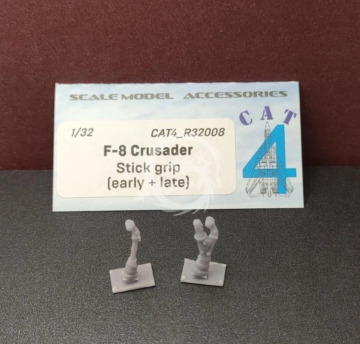 SCALE MODEL ACCESSORIES
CAT
4
1/32 CAT4_R32008
F-8 Crusader
Stick grip
(early + late)